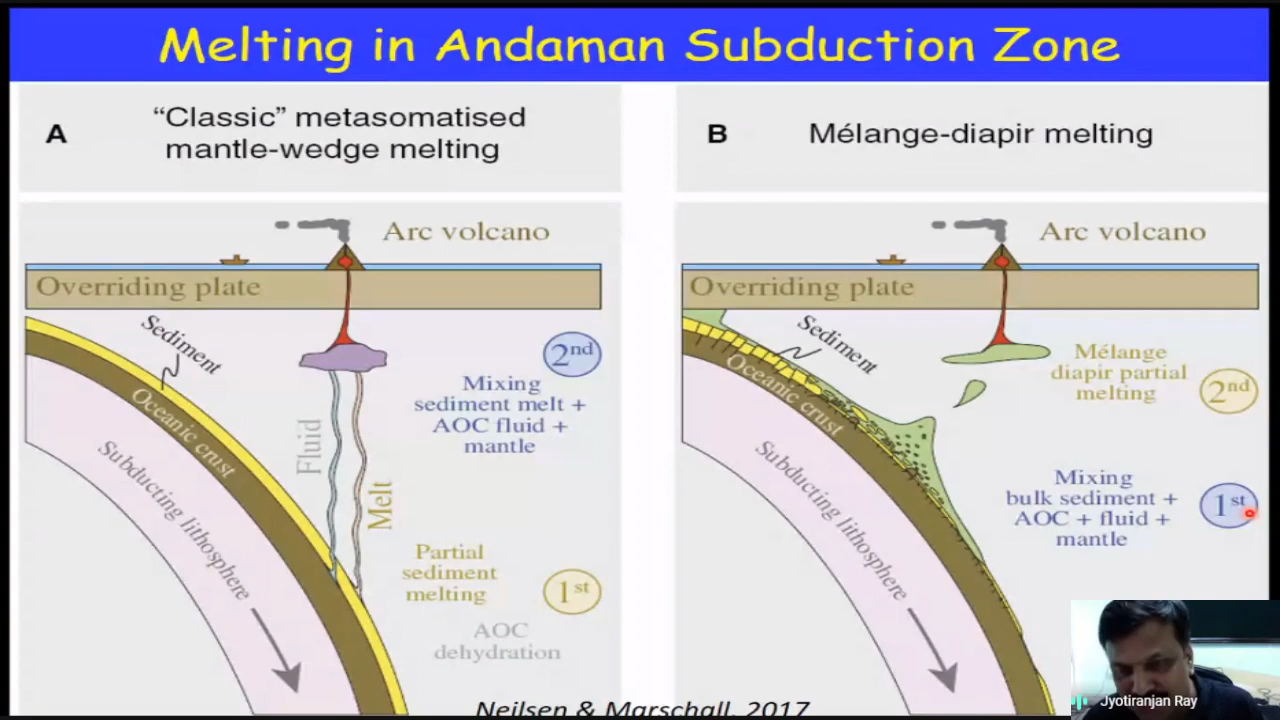 Melting in Andaman Subduction Zone
A
“Classic” metasomatised
mantle-wedge melting
Arc volcano
Overriding plate
Sediment
Oceanic crust
Subducting lithosphere
Fluid
Melt
2nd
Mixing
sediment melt +
AOC fluid +
mantle
Partial
sediment
melting
1st
AOC
dehydration
B
Mélange-diapir melting
Arc volcano
Overriding plate
Sediment
Oceanic crust
Subducting lithosphere
Mélange
diapir partial
melting
2nd
Mixing
bulk sediment +
AOC + fluid +
mantle
1st
Neilsen & Marschall, 2017
Jyotiranjan Ray